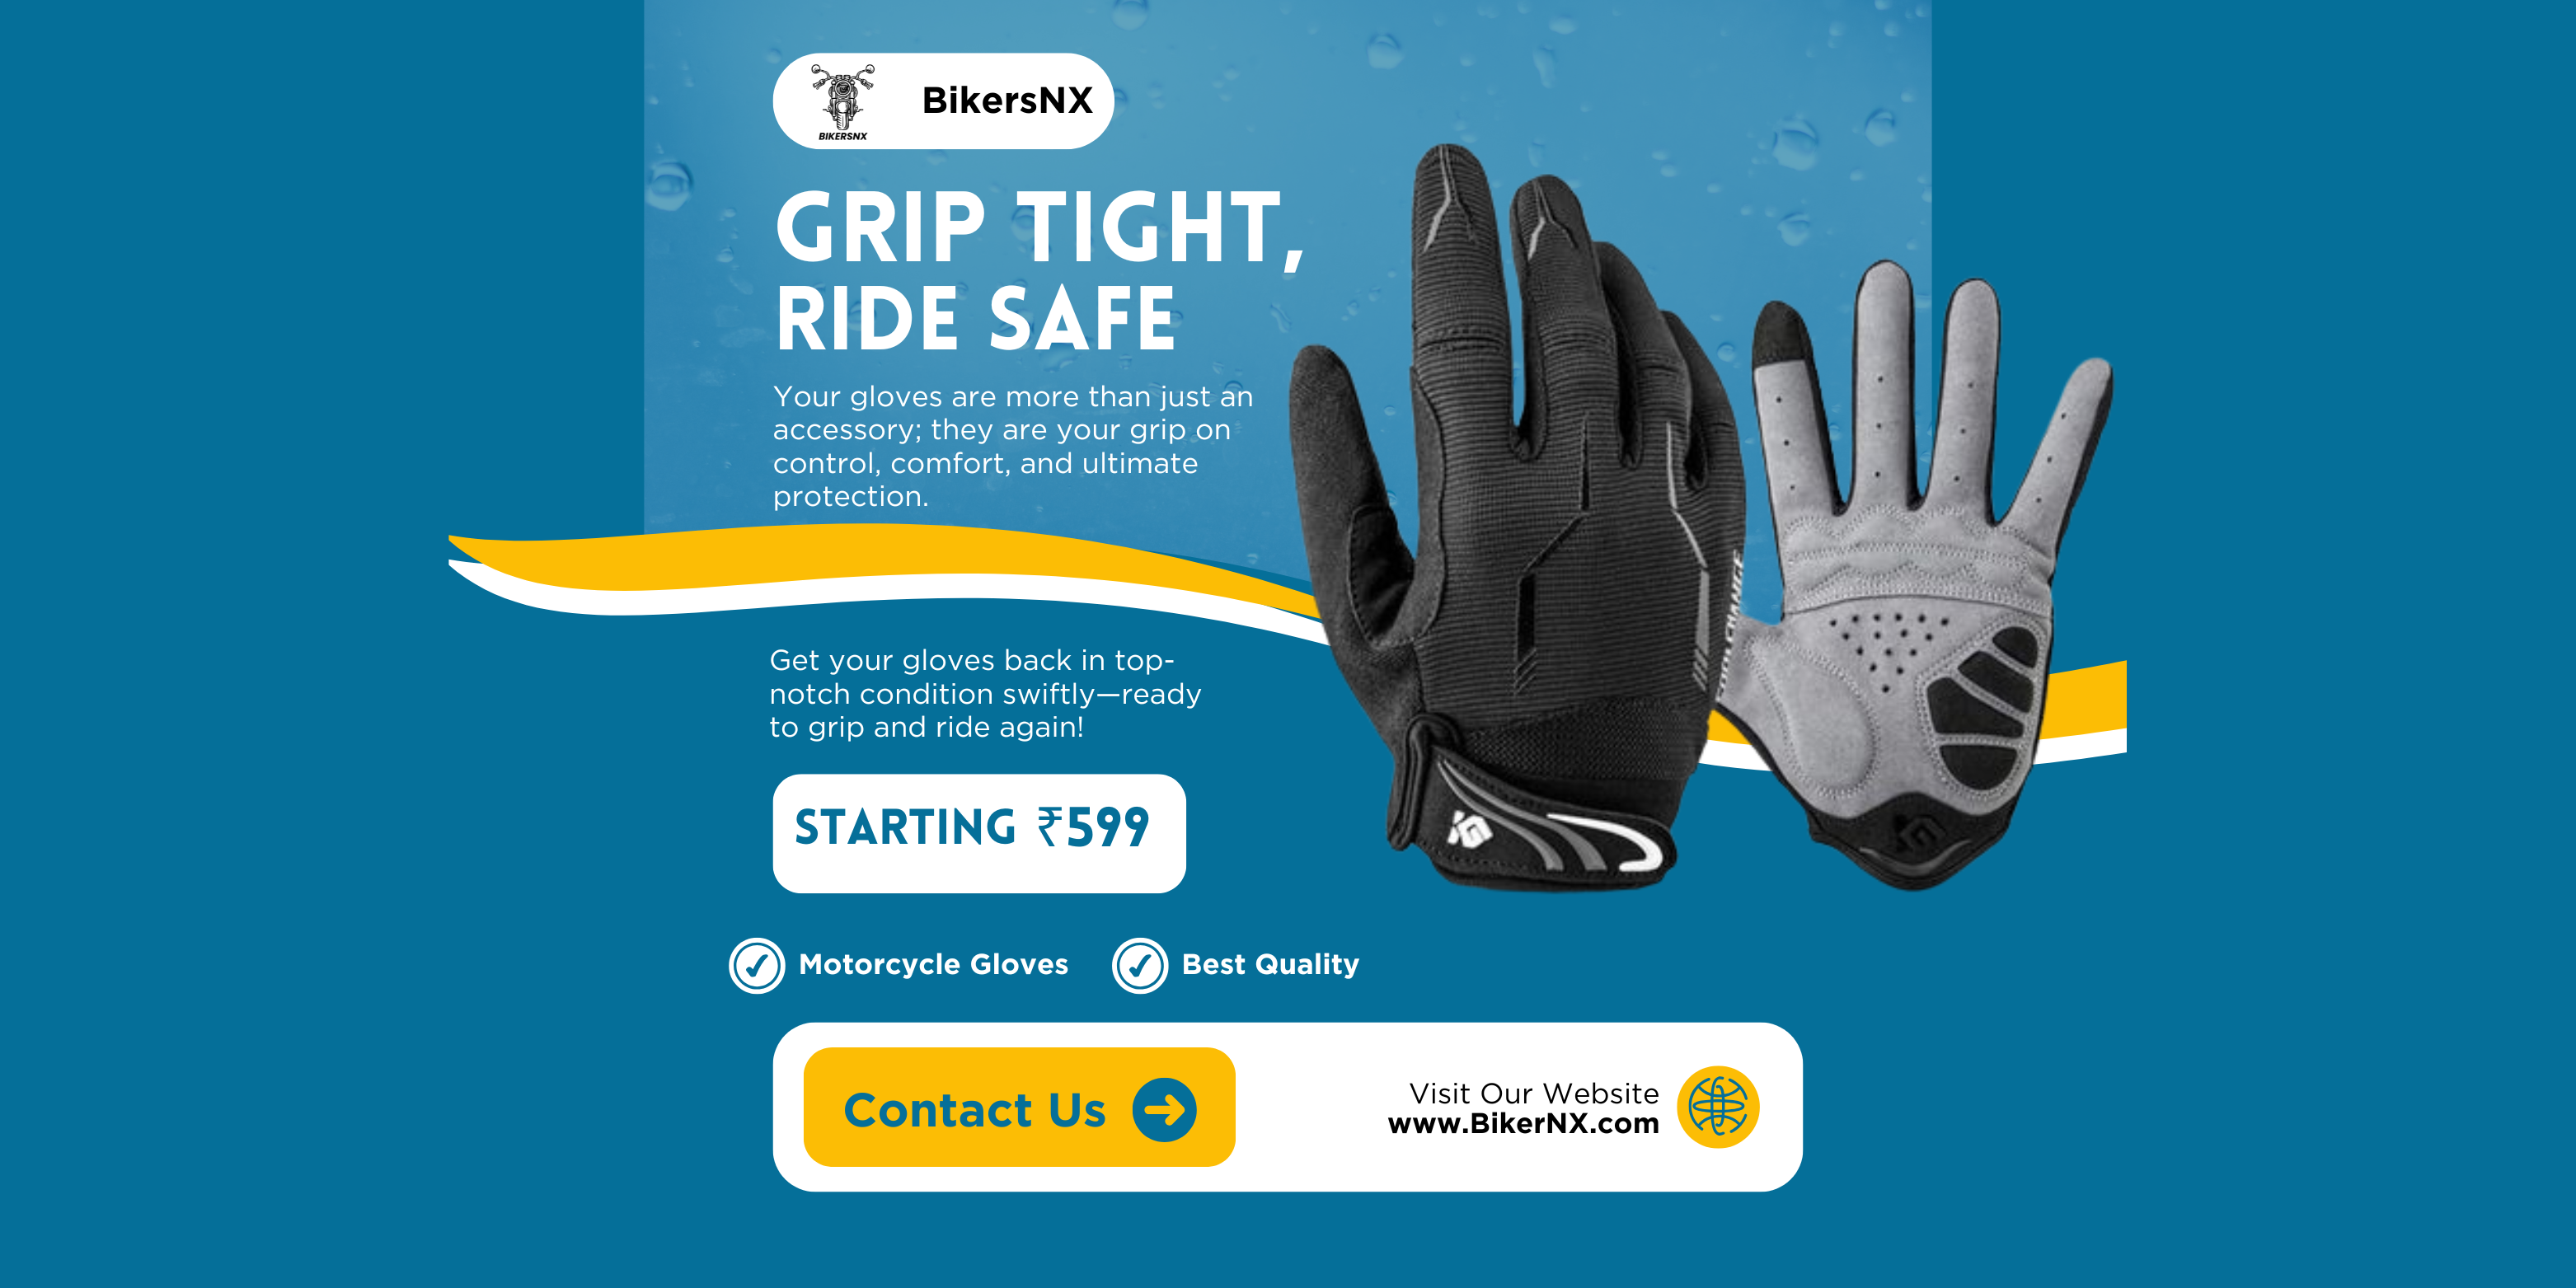 BIKERSNX
BikersNX
GRIP TIGHT,
RIDE SAFE
Your gloves are more than just an
accessory; they are your grip on
control, comfort, and ultimate
protection.
Get your gloves back in top-
notch condition swiftly—ready
to grip and ride again!
STARTING ₹599
Motorcycle Gloves
Best Quality
Contact Us
Visit Our Website
www.BikerNX.com